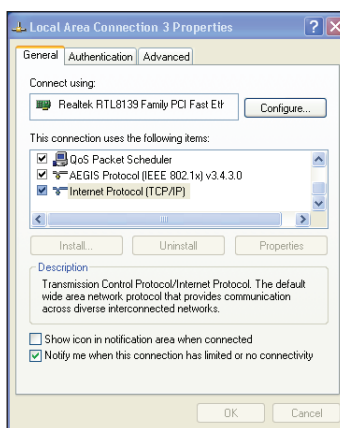 Local Area Connection 3 Properties
General Authentication Advanced
Connect using:
Realtek RTL8139 Family PCI Fast Eth
Configure...
This connection uses the following items:
QoS Packet Scheduler
AEGIS Protocol (IEEE 802.1x) v3.4.3.0
Internet Protocol (TCP/IP)
Install... Uninstall Properties
Description
Transmission Control Protocol/Internet Protocol. The default
wide area network protocol that provides communication
across diverse interconnected networks.
Show icon in notification area when connected
Notify me when this connection has limited or no connectivity
OK Cancel